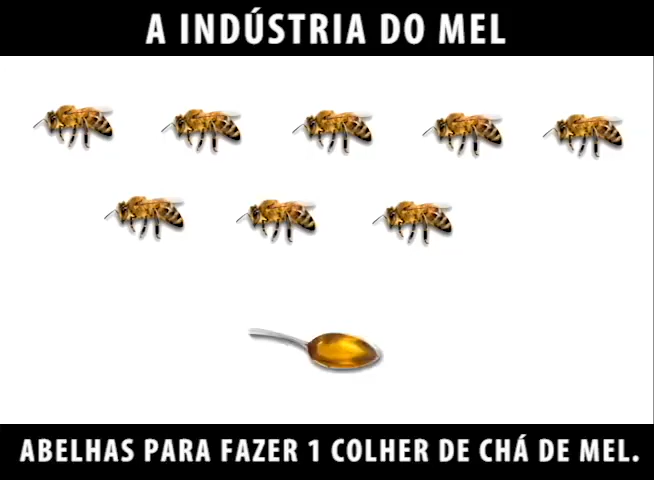 A INDÚSTRIA DO MEL
ABELHAS PARA FAZER 1 COLHER DE CHÁ DE MEL.